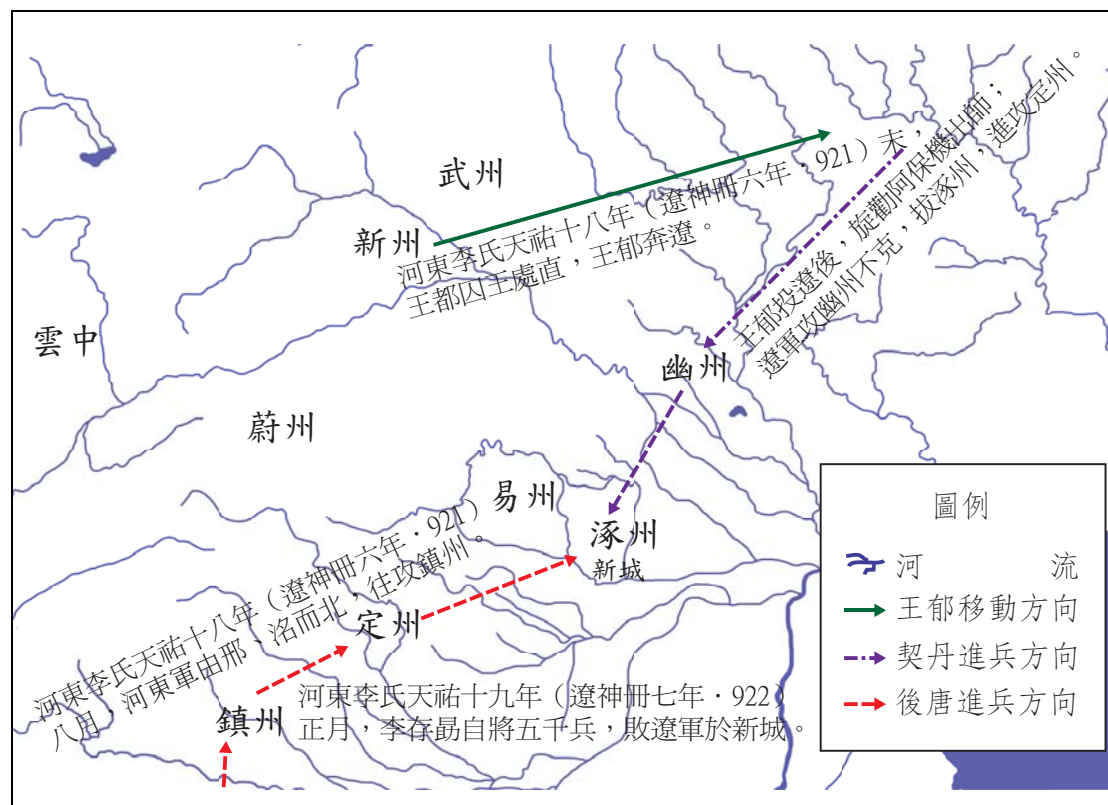 武州
新州
河東李氏天祐十八年（遼神冊六年．921）末，
王都囚王處直，王郁奔遼。
王郁投遼後，旋勸阿保機出師；
遼軍攻幽州不克，拔涿州，進攻定州。
雲中
幽州
蔚州
易州
涿州
新城
河東李氏天祐十八年（遼神冊六年．921）
八月，河東軍由邢、洺而北，往攻鎮州。
定州
鎮州
河東李氏天祐十九年（遼神冊七年．922）
正月，李存勗自將五千兵，敗遼軍於新城。
圖例
河流
王郁移動方向
契丹進兵方向
後唐進兵方向